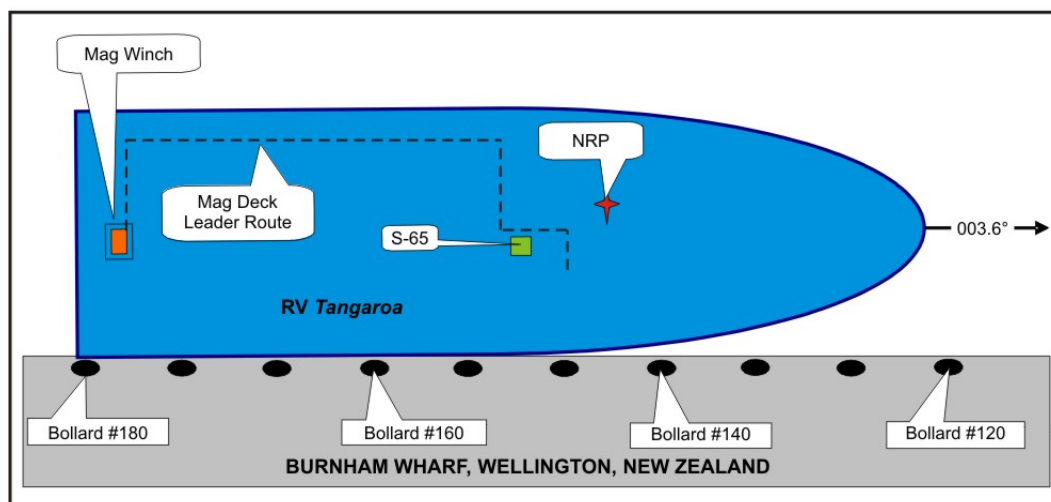 Mag Winch
NRP
Mag Deck
Leader Route
S-65
003.6°
RV Tangaroa
Bollard #180
Bollard #160
Bollard #140
Bollard #120
BURNHAM WHARF, WELLINGTON, NEW ZEALAND